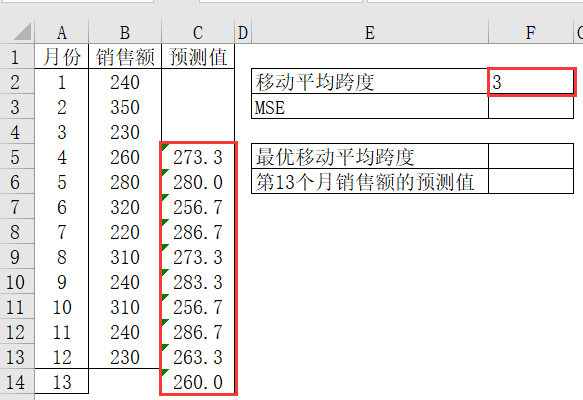 A B C D E F
1 月份 销售额 预测值
2 1 240 移动平均跨度 3
3 2 350 MSE
4 3 230
5 4 260 273.3 最优移动平均跨度
6 5 280 280.0 第13个月销售额的预测值
7 6 320 256.7
8 7 220 286.7
9 8 310 273.3
10 9 240 283.3
11 10 310 256.7
12 11 240 286.7
13 12 230 263.3
14 13 260.0